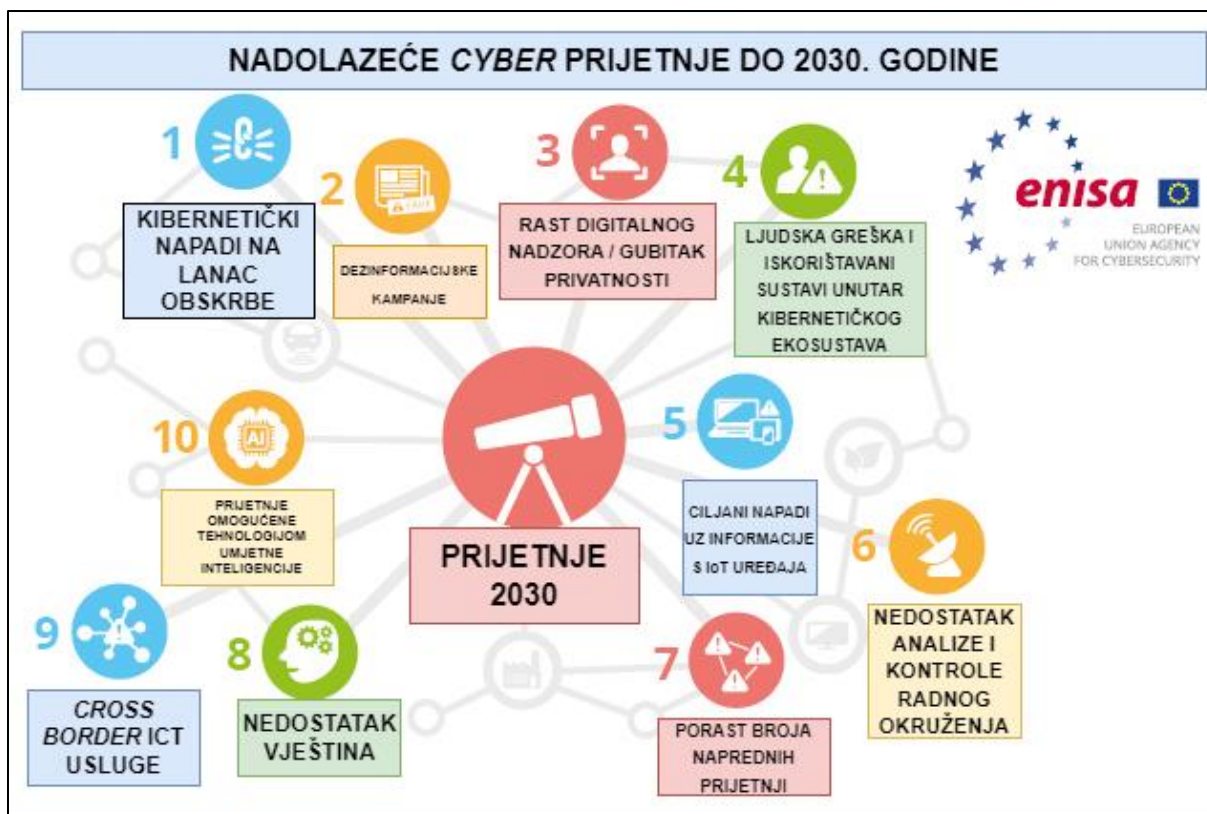 NADOLAZEĆE CYBER PRIJETNJE DO 2030. GODINE
1
KIBERNETIČKI
NAPADI NA
LANAC
OBSKRBE
2
DEZINFORMACIJSKE
KAMPANJE
3
RAST DIGITALNOG
NADZORA / GUBITAK
PRIVATNOSTI
4
LJUDSKA GREŠKA I
ISKORIŠTAVANI
SUSTAVI UNUTAR
KIBERNETIČKOG
EKOSUSTAVA
enisa
EUROPEAN
UNION AGENCY
FOR CYBERSECURITY
10
AI
PRIJETNJE
OMOGUĆENE
TEHNOLOGIJOM
UMJETNE
INTELIGENCIJE
PRIJETNJE
2030
5
CILJANI NAPADI
UZ INFORMACIJE
S IoT UREĐAJA
6
NEDOSTATAK
ANALIZE I
KONTROLE
RADNOG
OKRUŽENJA
9
CROSS
BORDER ICT
USLUGE
8
NEDOSTATAK
VJEŠTINA
7
PORAST BROJA
NAPREDNIH
PRIJETNJI